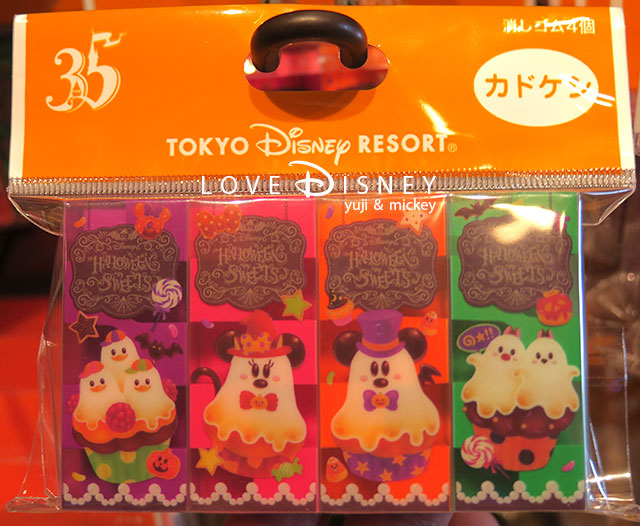 35
消しゴム4個
カドケシ
TOKYO Disney RESORT®
LOVE DISNEY
yuji & mickey
HALLOWEEN
SWEETS
HALLOWEEN
SWEETS
HALLOWEEN
SWEETS
HALLOWEEN
SWEETS